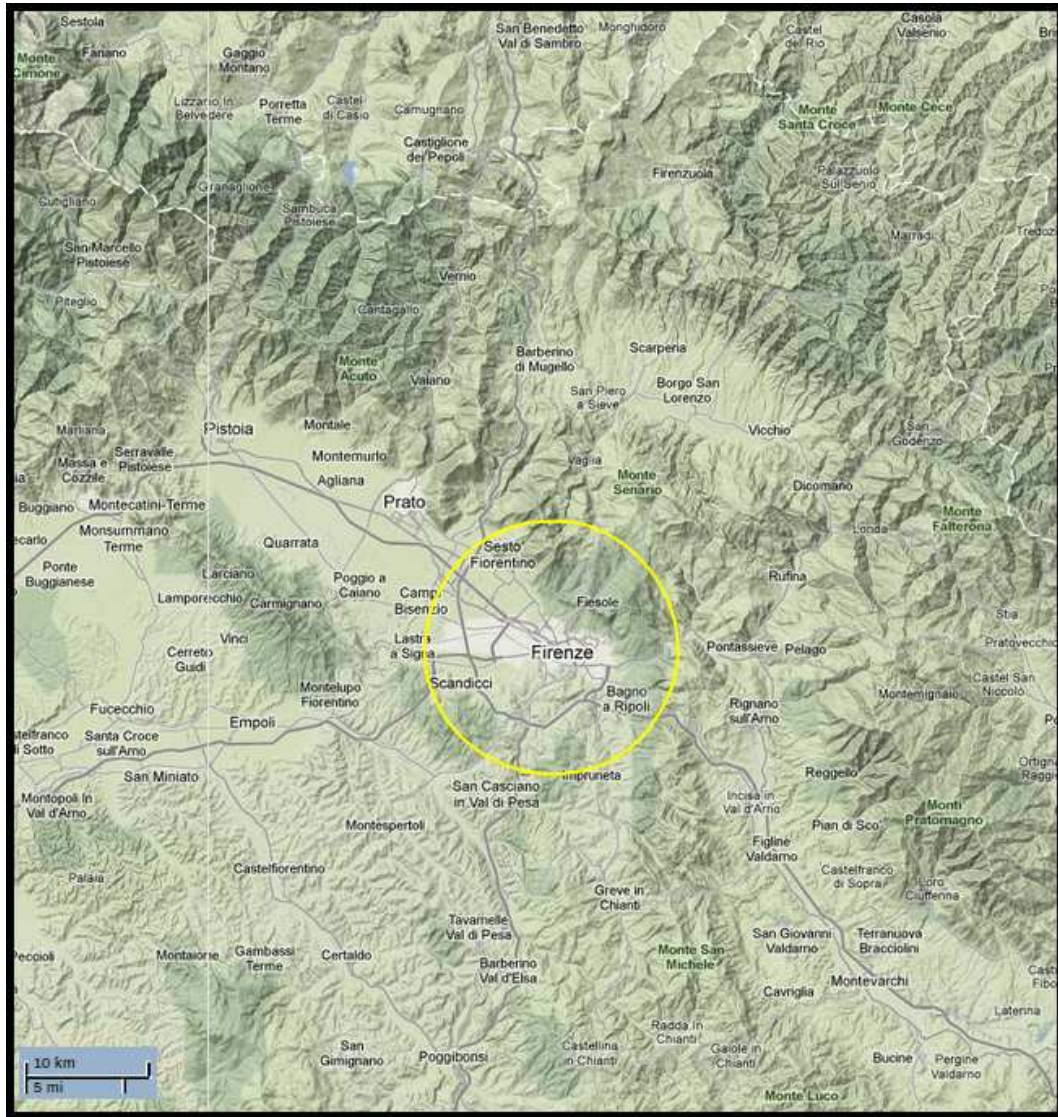 Sestola
San Benedetto
Val di Sambro
Monghidoro
Castel
del Rio
Casola
Valsenio
Fanano
Gaggio
Montano
Monte
Cimone
Lizzano In
Belvedere
Porretta
Terme
Castel
di Casio
Camugnano
Monte
Santa Croce
Monte Cece
Castiglione
dei Pepoli
Firenzuola
Palazzuolo
Sul Senio
Granaglione
Cutigliano
Sambuca
Pistoiese
Marradi
San Marcello
Pistoiese
Vernio
Piteglio
Cantagallo
Monte
Acuto
Vaiano
Barberino
di Mugello
Scarperia
San Piero
a Sieve
Borgo San
Lorenzo
Marliana
Pistoia
Montale
Vicchio
San
Godenzo
Serravalle
Pistoiese
Massa e
Cozzile
Montemurlo
Agliana
Vaglia
Monte
Senario
Dicomano
Buggiano
Montecatini-Terme
Prato
Monte
Falterona
Monsummano
Terme
Londa
Quarrata
Sesto
Fiorentino
Ponte
Buggianese
Larciano
Poggio a
Caiano
Rufina
Lamporecchio
Carmignano
Campi
Bisenzio
Fiesole
Stia
Vinci
Lastra
a Signa
Firenze
Pontassieve
Pelago
Pratovecchio
Cerreto
Guidi
Scandicci
Montelupo
Fiorentino
Bagno
a Ripoli
Rignano
sull'Arno
Montemignaio
Castel San
Niccolò
Fucecchio
Empoli
Santa Croce
sull'Arno
San Miniato
Impruneta
Reggello
San Casciano
in Val di Pesa
Incisa in
Val d'Arno
Montopoli In
Val d'Arno
Monti
Pratomagno
Montespertoli
Pian di Sco'
Figline
Valdarno
Palaia
Castelfiorentino
Castelfranco
di Sopra
Loro
Ciuffenna
Greve in
Chianti
Tavarnelle
Val di Pesa
San Giovanni
Valdarno
Terranuova
Bracciolini
Montaione
Gambassi
Terme
Certaldo
Monte San
Michele
Barberino
Val d'Elsa
Montevarchi
Cavriglia
Laterina
Radda In
Chianti
San
Gimignano
Poggibonsi
Castellina
in Chianti
Gaiole in
Chianti
Bucine
Pergine
Valdarno
Monte Luco
10 km
5 mi